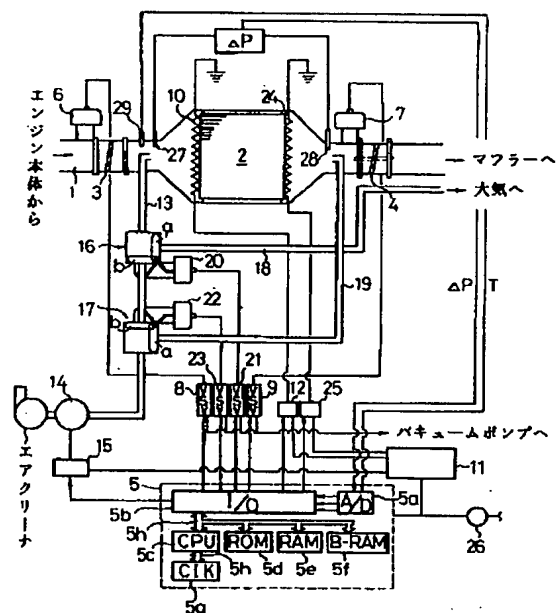 ΔP
6
29
10
24
7
エンジン本体から
1
3
27
2
28
4
→マフラーへ
→大気へ
13
a
16
b
20
18
19
ΔP
T
17
b
22
a
23
21
8
9
12
25
14
エアクリーナ
15
バキュームポンプへ
11
5
I/O
A/D
5a
5b
5h
26
CPU
ROM
RAM
B-RAM
5c
5h
5d
5e
5f
CIK
5g